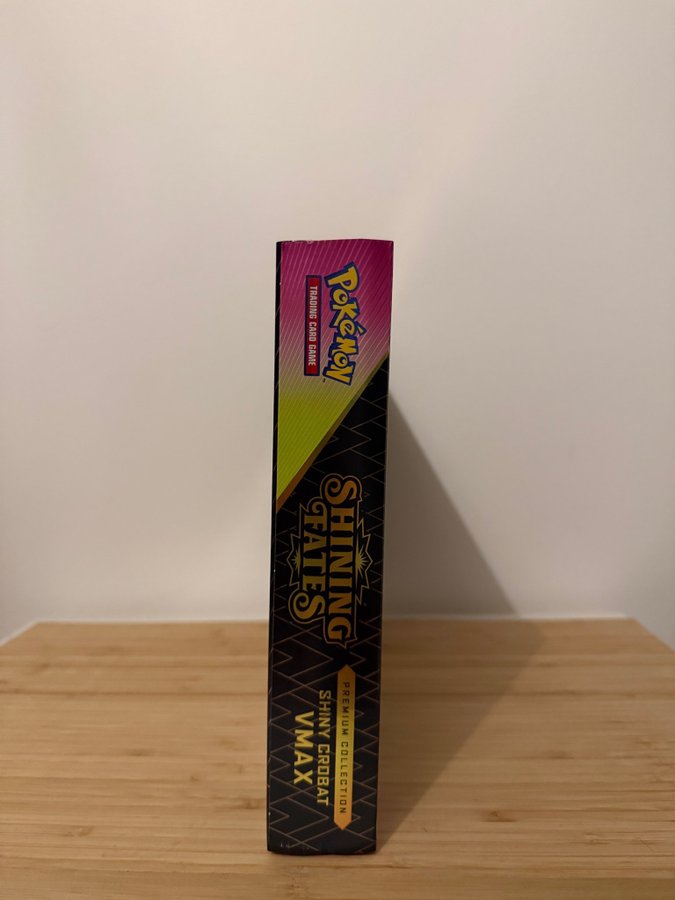 POKéMON
TRADING CARD GAME
SHINING
FATES
PREMIUM COLLECTION
SHINY CROBAT
VMAX